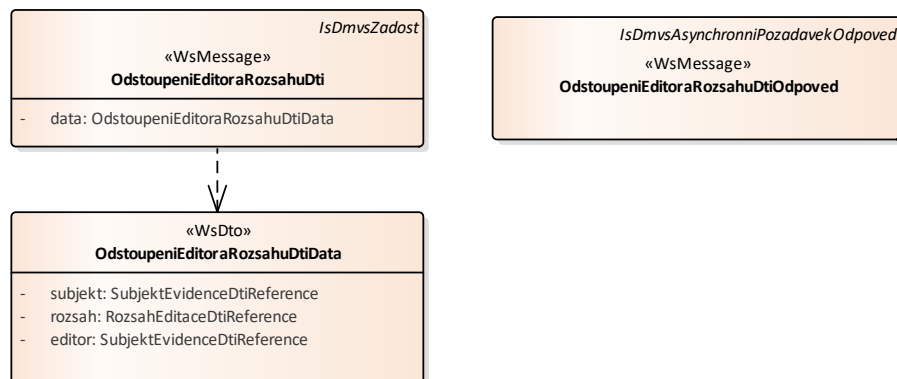 IsDmvsZadost
«WsMessage»
OdstoupeniEditoraRozsahuDti
- data: OdstoupeniEditoraRozsahuDtiData
IsDmvsAsynchronniPozadavekOdpoved
«WsMessage»
OdstoupeniEditoraRozsahuDtiOdpoved
«WsDto»
OdstoupeniEditoraRozsahuDtiData
- subjekt: SubjektEvidenceDtiReference
- rozsah: RozsahEditaceDtiReference
- editor: SubjektEvidenceDtiReference